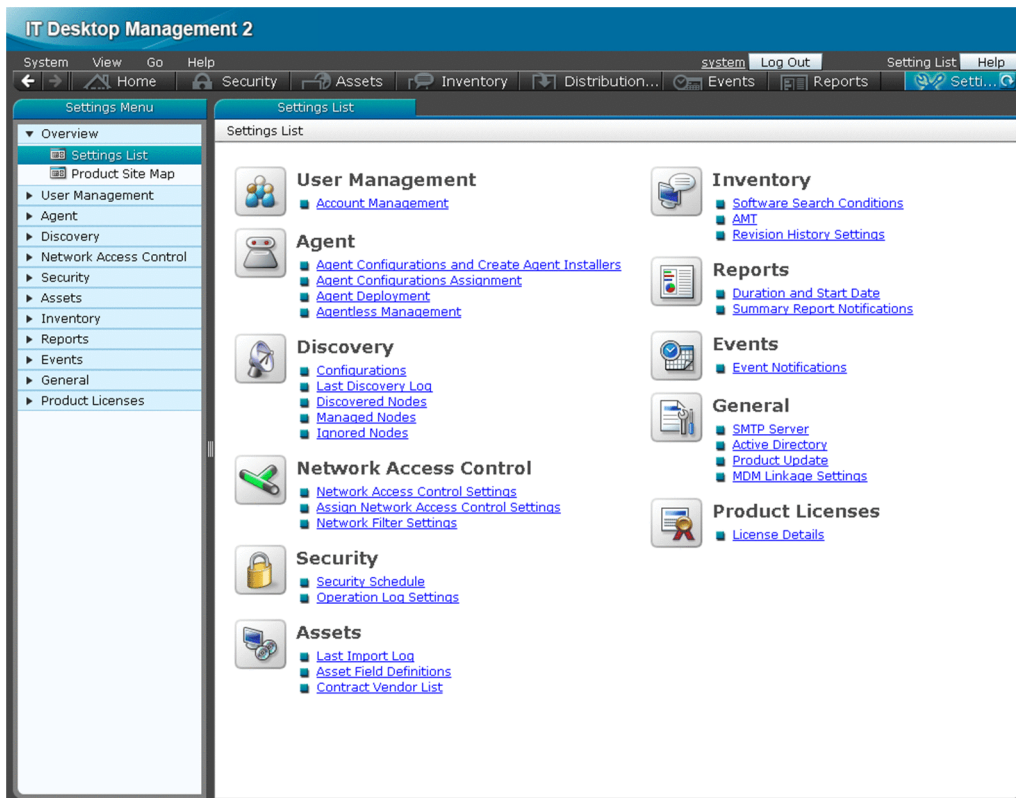 IT Desktop Management 2
System View Go Help system Log Out Setting List Help
Home Security Assets Inventory Distribution... Events Reports Setti...
Settings Menu
Overview
Settings List
Product Site Map
User Management
Agent
Discovery
Network Access Control
Security
Assets
Inventory
Reports
Events
General
Product Licenses
Settings List
Settings List
User Management
Account Management
Agent
Agent Configurations and Create Agent Installers
Agent Configurations Assignment
Agent Deployment
Agentless Management
Discovery
Configurations
Last Discovery Log
Discovered Nodes
Managed Nodes
Ignored Nodes
Network Access Control
Network Access Control Settings
Assign Network Access Control Settings
Network Filter Settings
Security
Security Schedule
Operation Log Settings
Assets
Last Import Log
Asset Field Definitions
Contract Vendor List
Inventory
Software Search Conditions
AMT
Revision History Settings
Reports
Duration and Start Date
Summary Report Notifications
Events
Event Notifications
General
SMTP Server
Active Directory
Product Update
MDM Linkage Settings
Product Licenses
License Details